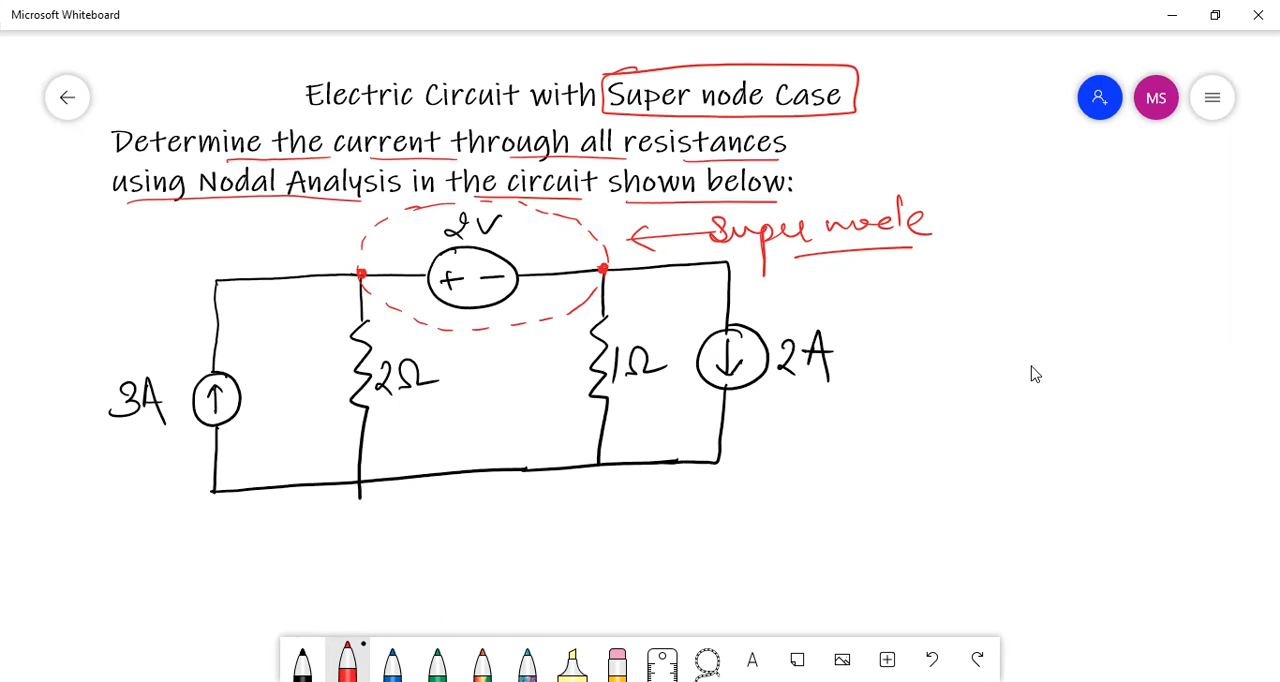 Microsoft Whiteboard
Electric Circuit with Super node Case
MS
Determine the current through all resistances
using Nodal Analysis in the circuit shown below:
2V
Super node
+ −
3A
2Ω
1Ω
2A
A